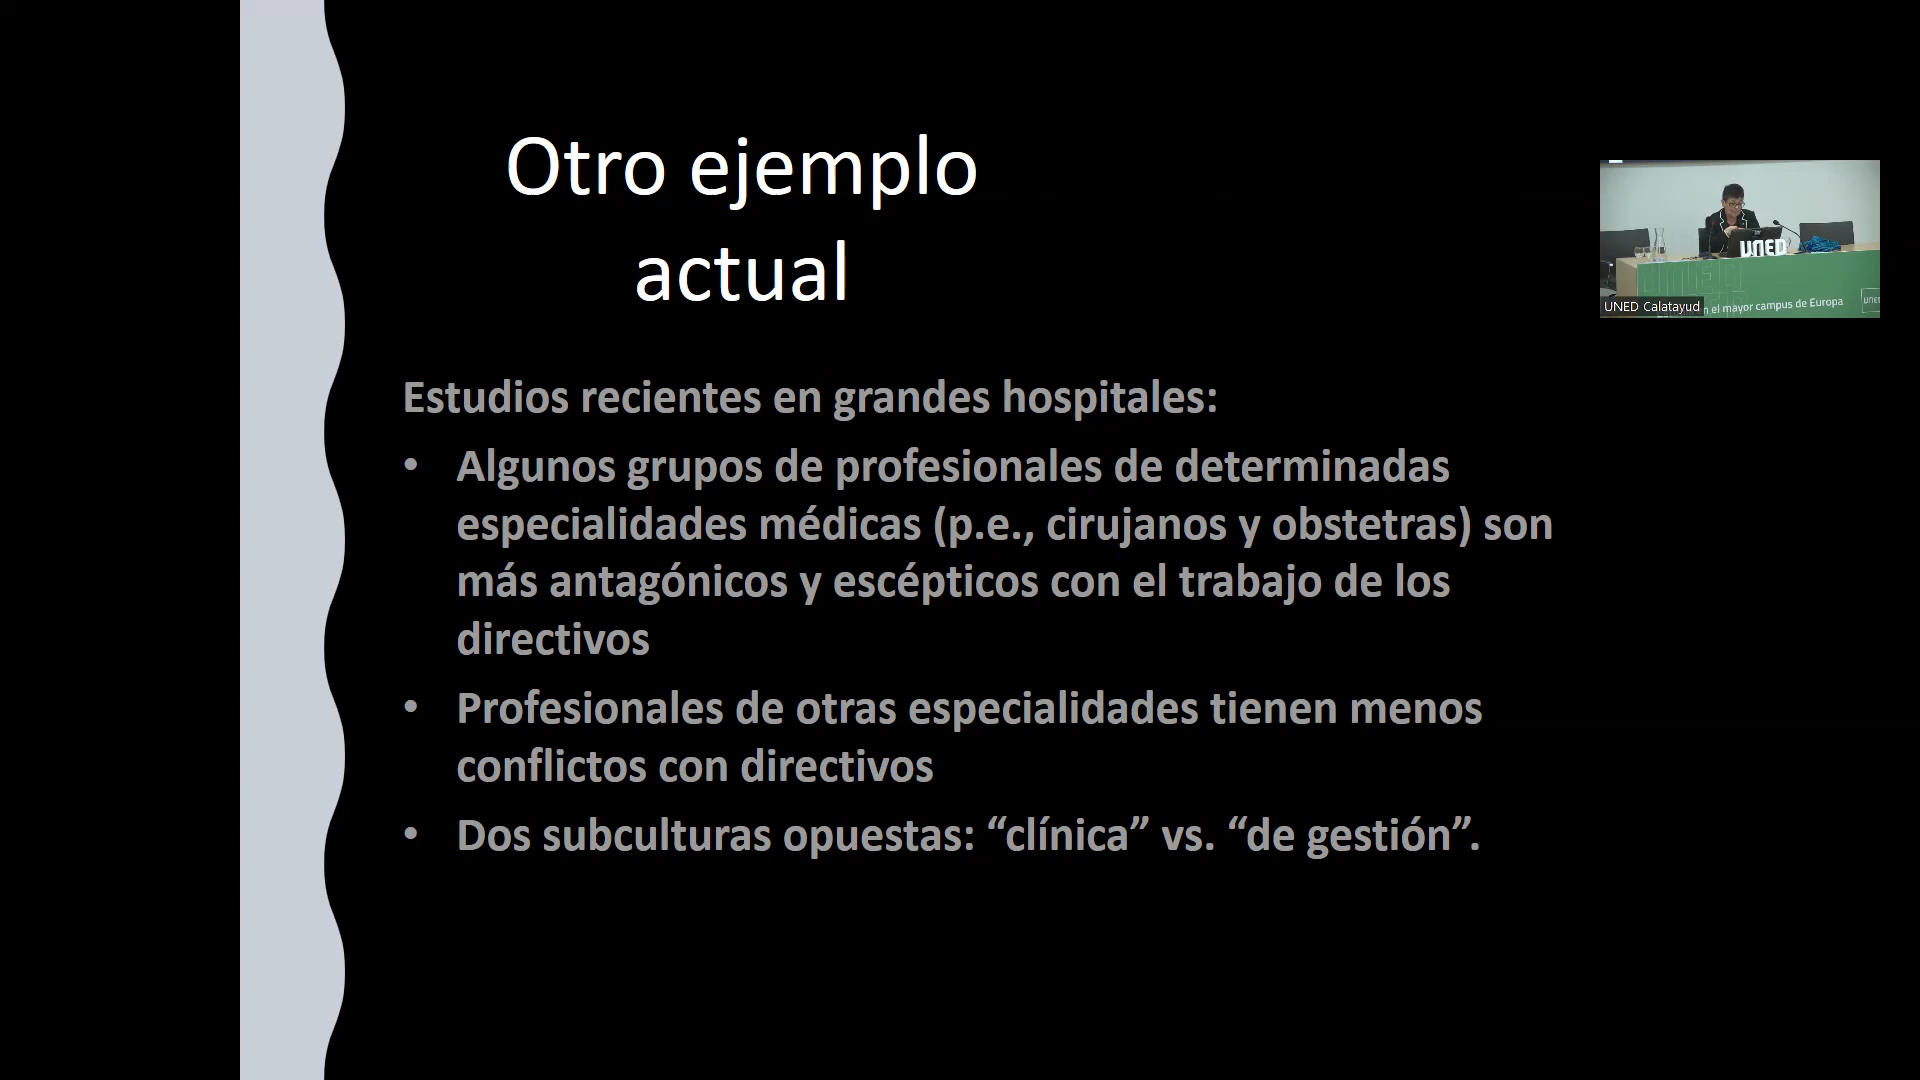 Otro ejemplo
actual
Estudios recientes en grandes hospitales:
• Algunos grupos de profesionales de determinadas
especialidades médicas (p.e., cirujanos y obstetras) son
más antagónicos y escépticos con el trabajo de los
directivos
• Profesionales de otras especialidades tienen menos
conflictos con directivos
• Dos subculturas opuestas: “clínica” vs. “de gestión”.
UNED
UNED Calatayud
el mayor campus de Europa